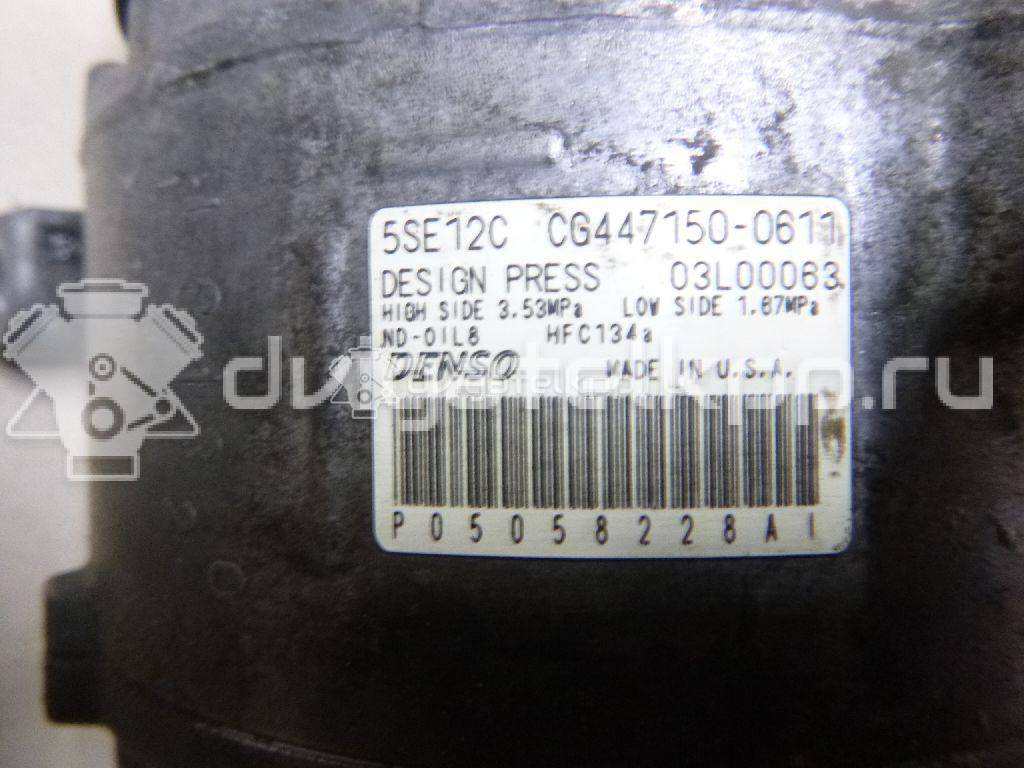 5SE12C CG447150-0611
DESIGN PRESS 03L00063
HIGH SIDE 3.53MPa LOW SIDE 1.67MPa
ND-OIL8 HFC134a
DENSO MADE IN U.S.A.
dvigatelkup.ru
P05058228AI